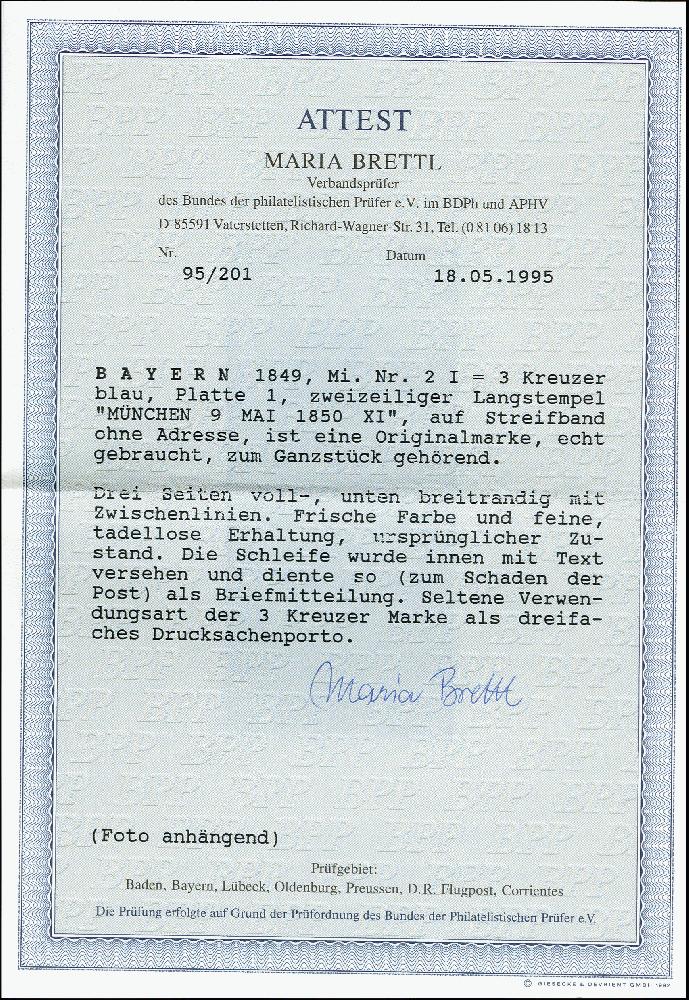 ATTEST
MARIA BRETTL
Verbandsprüfer
des Bundes der philatelistischen Prüfer e.V. im BDPh und APHV
D-85591 Vaterstetten, Richard-Wagner-Str. 31, Tel. (0 81 06) 18 13
Nr. Datum
95/201 18.05.1995
B A Y E R N 1849, Mi. Nr. 2 I = 3 Kreuzer
blau, Platte 1, zweizeiliger Langstempel
"MÜNCHEN 9 MAI 1850 XI", auf Streifband
ohne Adresse, ist eine Originalmarke, echt
gebraucht, zum Ganzstück gehörend.
Drei Seiten voll-, unten breitrandig mit
Zwischenlinien. Frische Farbe und feine,
tadellose Erhaltung, ursprünglicher Zu-
stand. Die Schleife wurde innen mit Text
versehen und diente so (zum Schaden der
Post) als Briefmitteilung. Seltene Verwen-
dungsart der 3 Kreuzer Marke als dreifa-
ches Drucksachenporto.
Maria Brettl
(Foto anhängend)
Prüfgebiet:
Baden, Bayern, Lübeck, Oldenburg, Preussen, D.R. Flugpost, Corrientes
Die Prüfung erfolgte auf Grund der Prüfordnung des Bundes der Philatelistischen Prüfer e.V.
© GIESECKE & DEVRIENT GMBH 1992